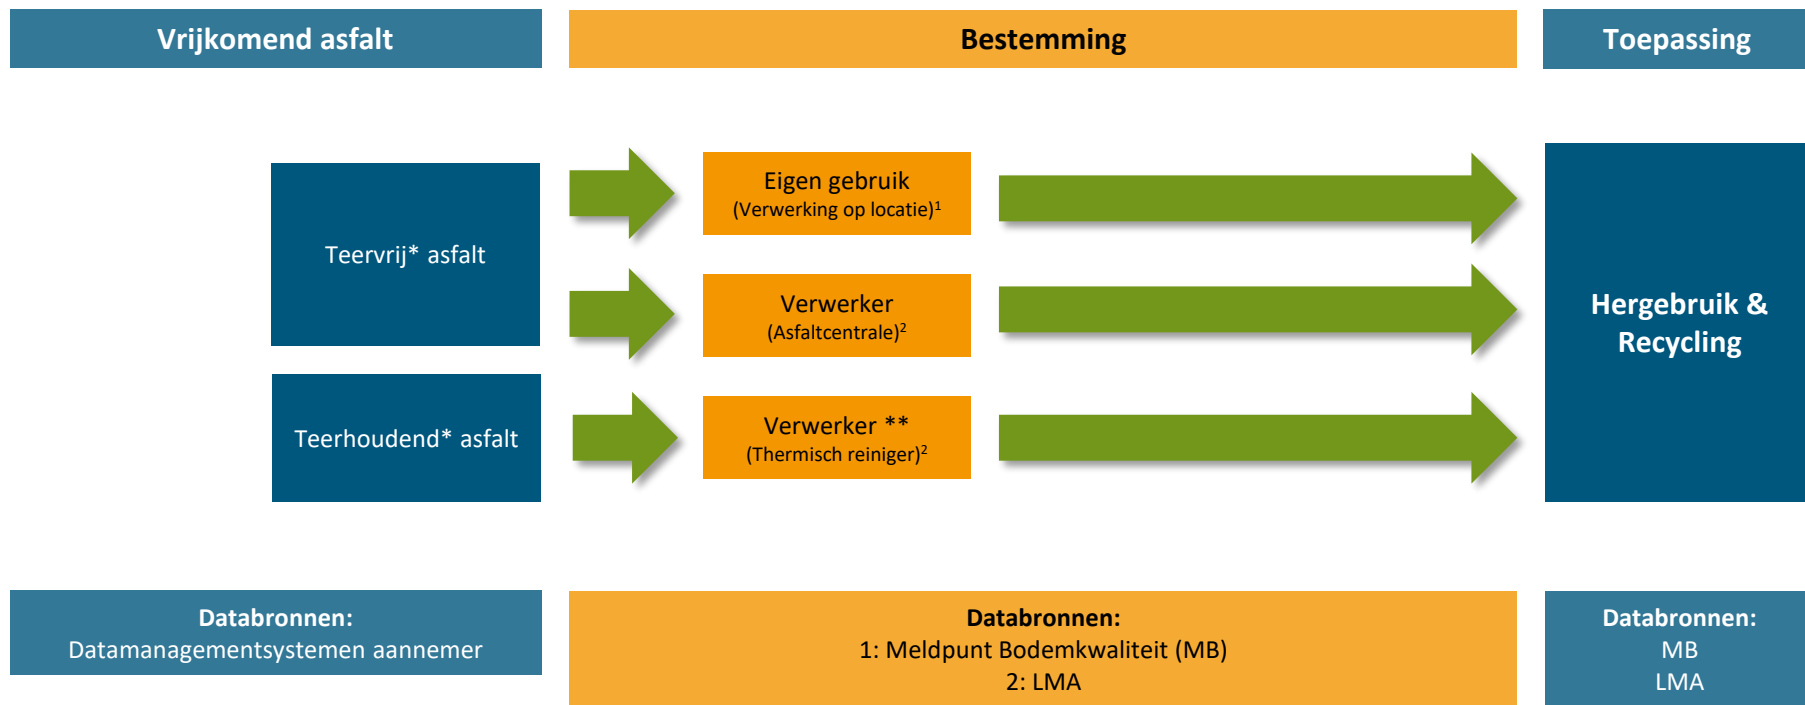 Vrijkomend asfalt
Bestemming
Toepassing
Teervrij* asfalt
Eigen gebruik
(Verwerking op locatie)¹
Verwerker
(Asfaltcentrale)²
Teerhoudend* asfalt
Verwerker **
(Thermisch reiniger)²
Hergebruik &
Recycling
Databronnen:
Datamanagementsystemen aannemer
Databronnen:
1: Meldpunt Bodemkwaliteit (MB)
2: LMA
Databronnen:
MB
LMA